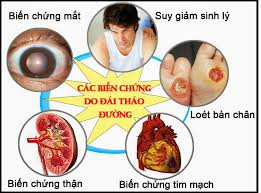 Biến chứng mắt
Suy giảm sinh lý
CÁC BIẾN CHỨNG
DO ĐÁI THÁO
ĐƯỜNG
Loét bàn chân
Biến chứng thận
Biến chứng tim mạch